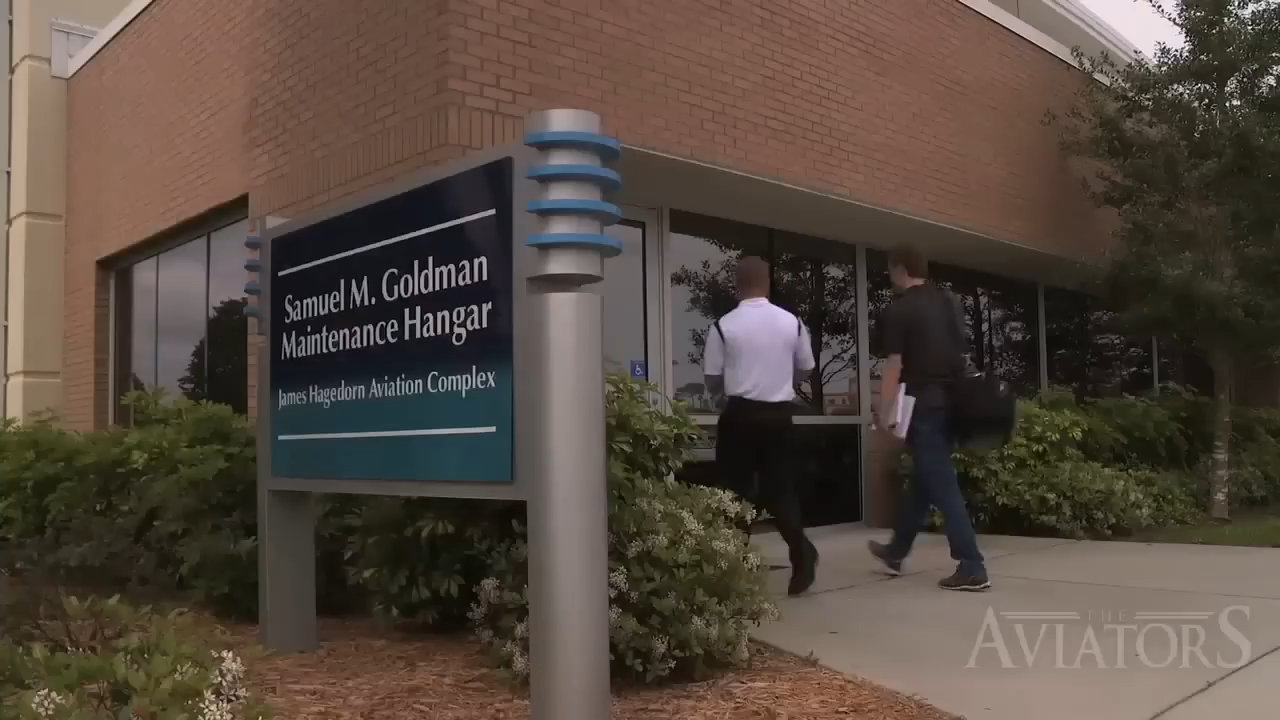 Samuel M. Goldman
Maintenance Hangar
James Hagedorn Aviation Complex
THE
AVIATORS